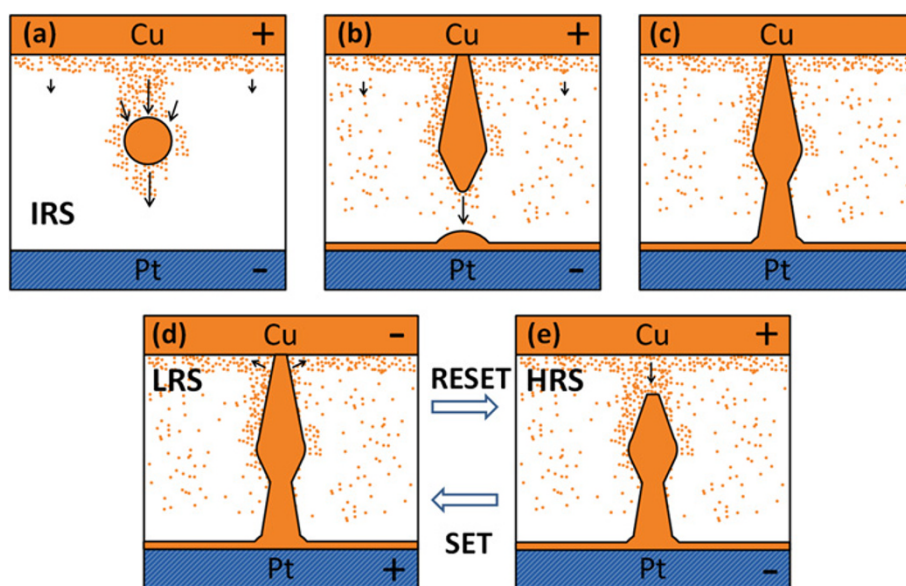 (a) Cu +
IRS
Pt -
(b) Cu +
Pt -
(c) Cu
Pt
(d) Cu -
LRS
Pt +
RESET
SET
(e) Cu +
HRS
Pt -